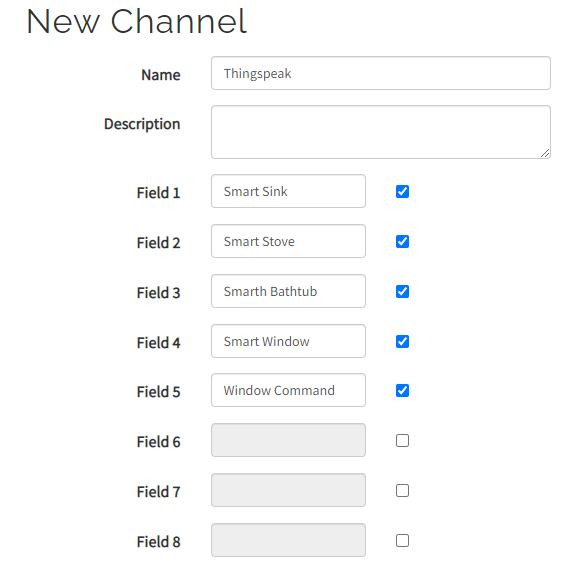 New Channel
Name Thingspeak
Description
Field 1 Smart Sink
Field 2 Smart Stove
Field 3 Smarth Bathtub
Field 4 Smart Window
Field 5 Window Command
Field 6
Field 7
Field 8